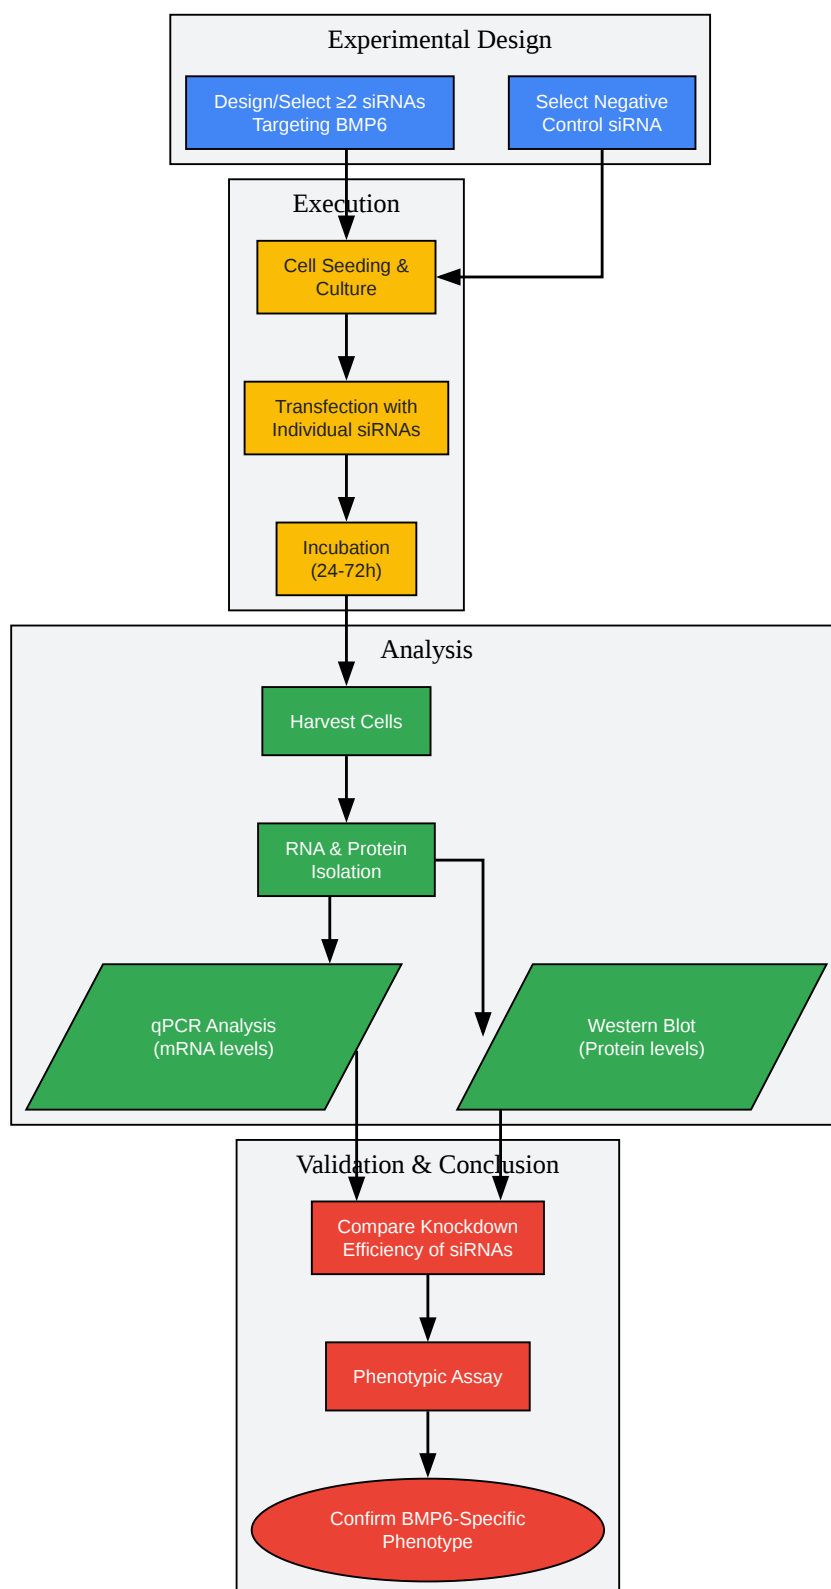 Experimental Design
Design/Select ≥2 siRNAs
Targeting BMP6
Select Negative
Control siRNA
Execution
Cell Seeding &
Culture
Transfection with
Individual siRNAs
Incubation
(24-72h)
Analysis
Harvest Cells
RNA & Protein
Isolation
qPCR Analysis
(mRNA levels)
Western Blot
(Protein levels)
Validation & Conclusion
Compare Knockdown
Efficiency of siRNAs
Phenotypic Assay
Confirm BMP6-Specific
Phenotype